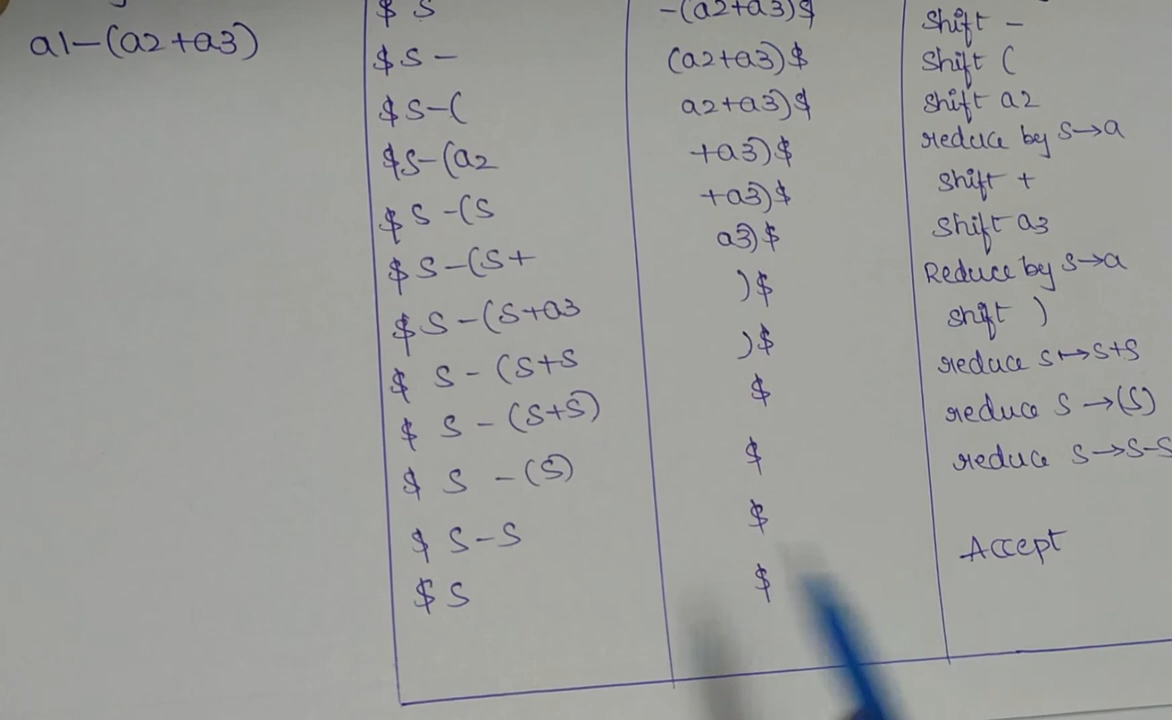 $ S -(a2+a3)$ Shift -
a1-(a2+a3) $S- (a2+a3)$ Shift (
$S-( a2+a3)$ Shift a2
$S-(a2 +a3)$ reduce by S→a
$S-(S +a3)$ Shift +
$S-(S+ a3)$ Shift a3
$S-(S+a3 )$ Reduce by S→a
$ S-(S+S )$ Shift )
$ S-(S+S) $ reduce S→S+S
$ S -(S) $ reduce S→(S)
$ S-S $ reduce S→S-S
$ S $ Accept